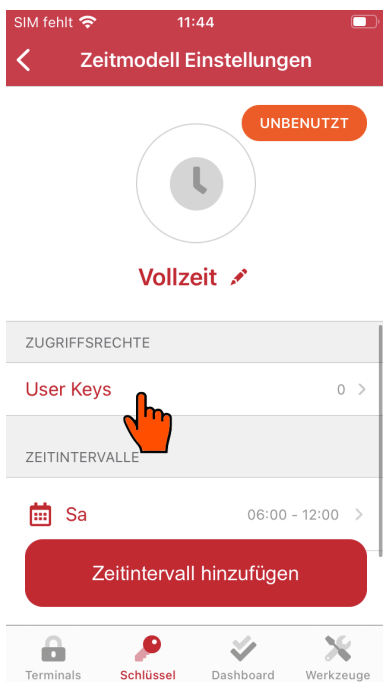 SIM fehlt 11:44
Zeitmodell Einstellungen
UNBENUTZT
Vollzeit
ZUGRIFFSRECHTE
User Keys 0
ZEITINTERVALLE
Sa 06:00 - 12:00
Zeitintervall hinzufügen
Terminals Schlüssel Dashboard Werkzeuge